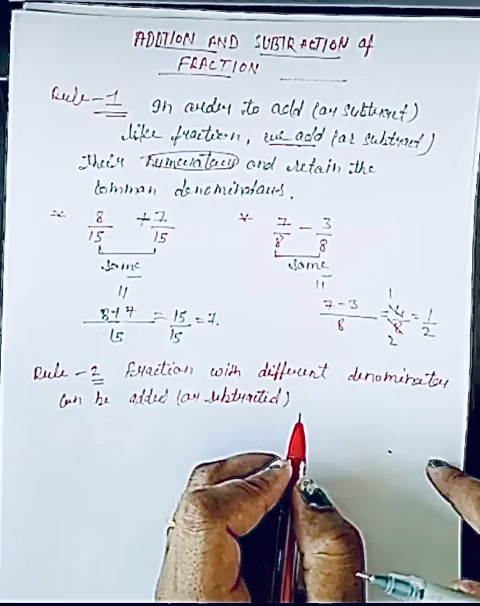 ADDITION AND SUBTRACTION of
FRACTION
Rule-1 In order to add (or subtract)
like fraction, we add (or subtract)
their numerators and retain the
common denominators.
* 8/15 + 7/15 * 7/8 - 3/8
same same
= =
8+7/15 = 15/15 = 7. 7-3/8 = 4/8 = 1/2
1
2
Rule-2 Fraction with different denominator
can be added (or subtracted)